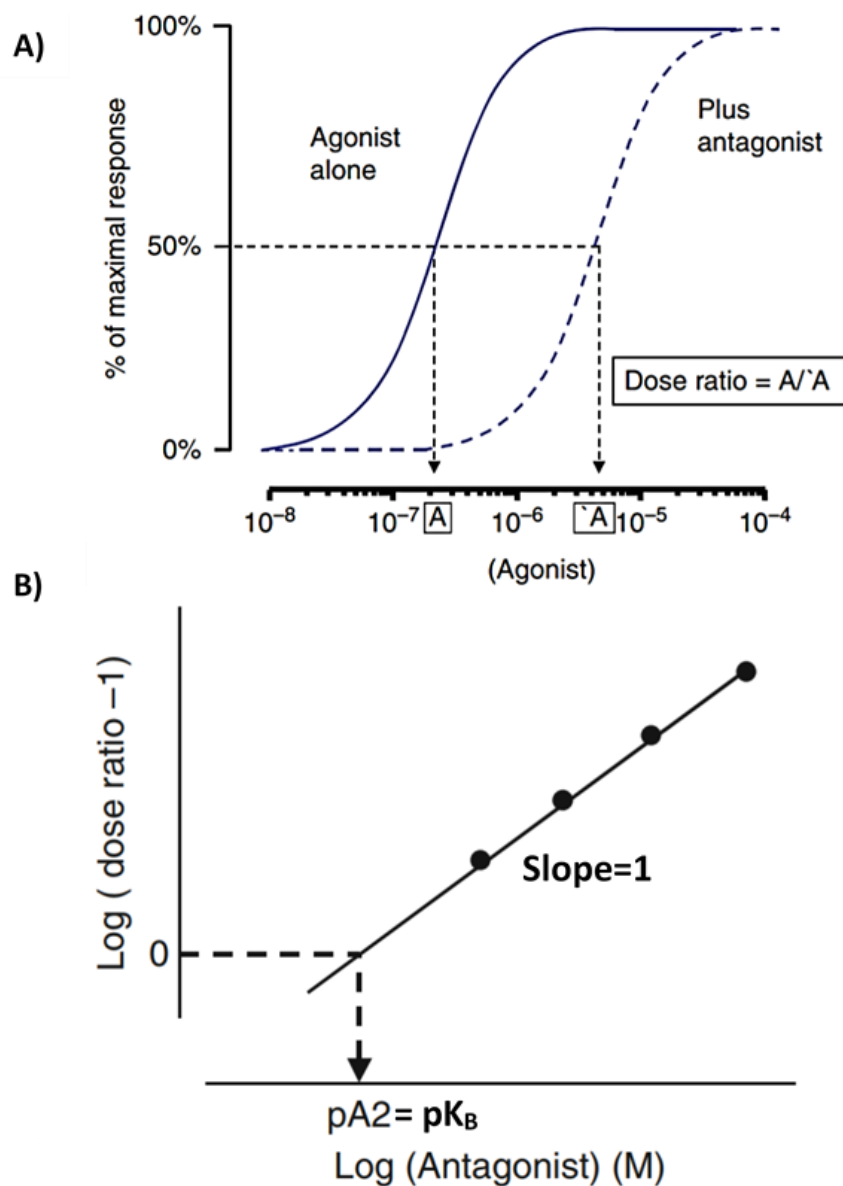 A)
100%
50%
0%
% of maximal response
Agonist
alone
Plus
antagonist
Dose ratio = A/`A
10⁻⁸ 10⁻⁷ A 10⁻⁶ `A 10⁻⁵ 10⁻⁴
(Agonist)
B)
Log ( dose ratio –1)
0
Slope=1
pA2= pK_B
Log (Antagonist) (M)